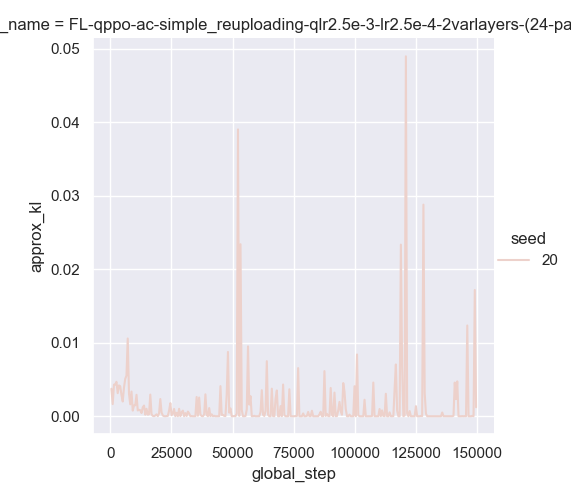 _name = FL-qppo-ac-simple_reuploading-qlr2.5e-3-lr2.5e-4-2varlayers-(24-pa
0.05
0.04
0.03
0.02
0.01
0.00
approx_kl
0 25000 50000 75000 100000 125000 150000
global_step
seed
20